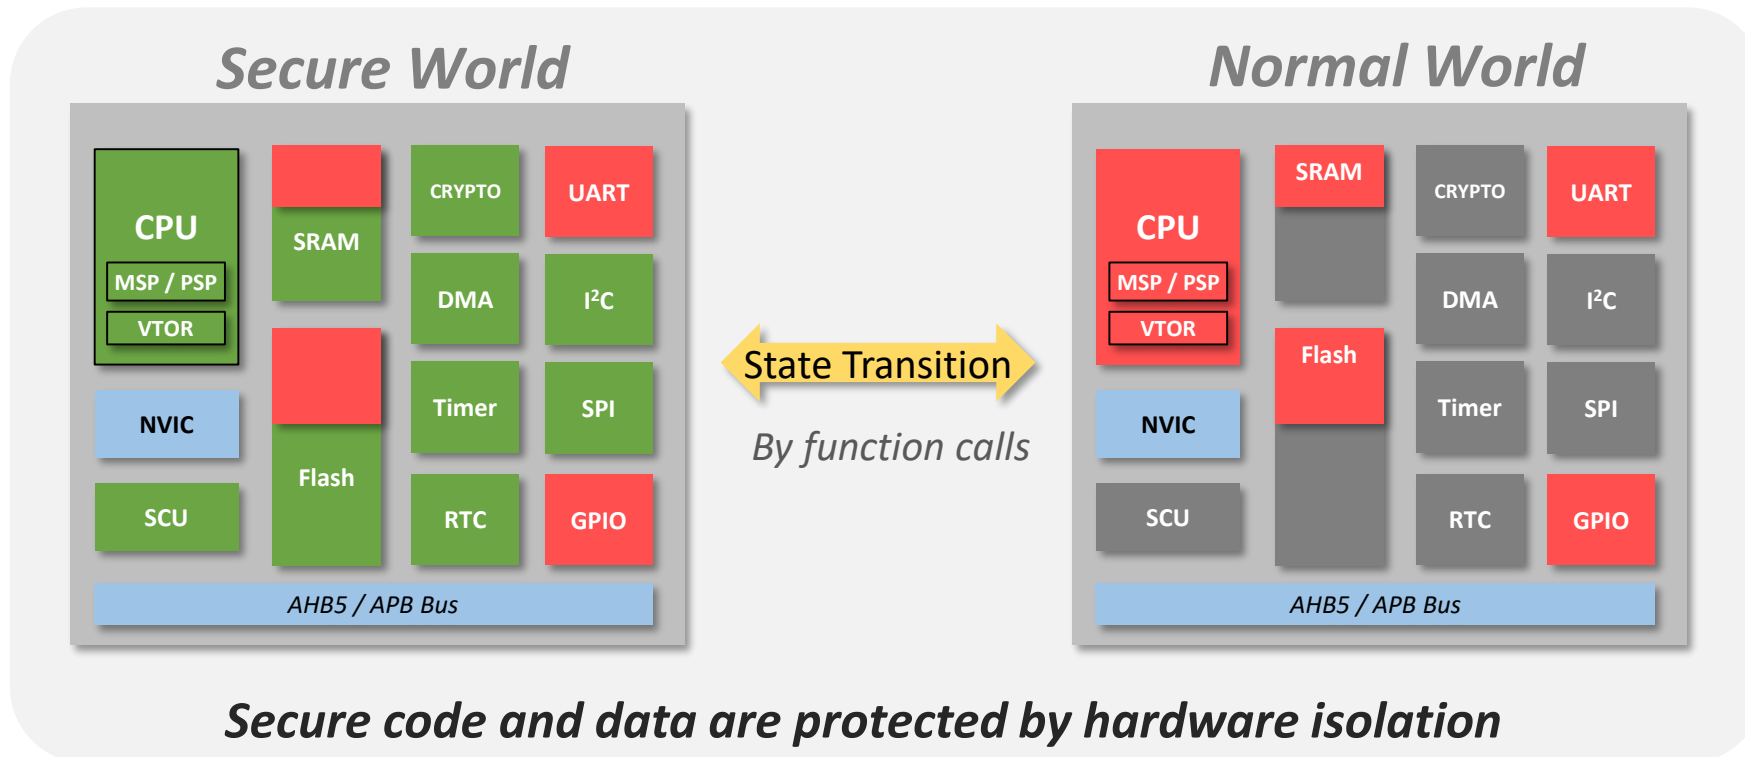 Secure World
Normal World
CPU
MSP / PSP
VTOR
NVIC
SCU
SRAM
Flash
CRYPTO
DMA
Timer
RTC
UART
I²C
SPI
GPIO
AHB5 / APB Bus
State Transition
By function calls
CPU
MSP / PSP
VTOR
NVIC
SCU
SRAM
Flash
CRYPTO
DMA
Timer
RTC
UART
I²C
SPI
GPIO
AHB5 / APB Bus
Secure code and data are protected by hardware isolation